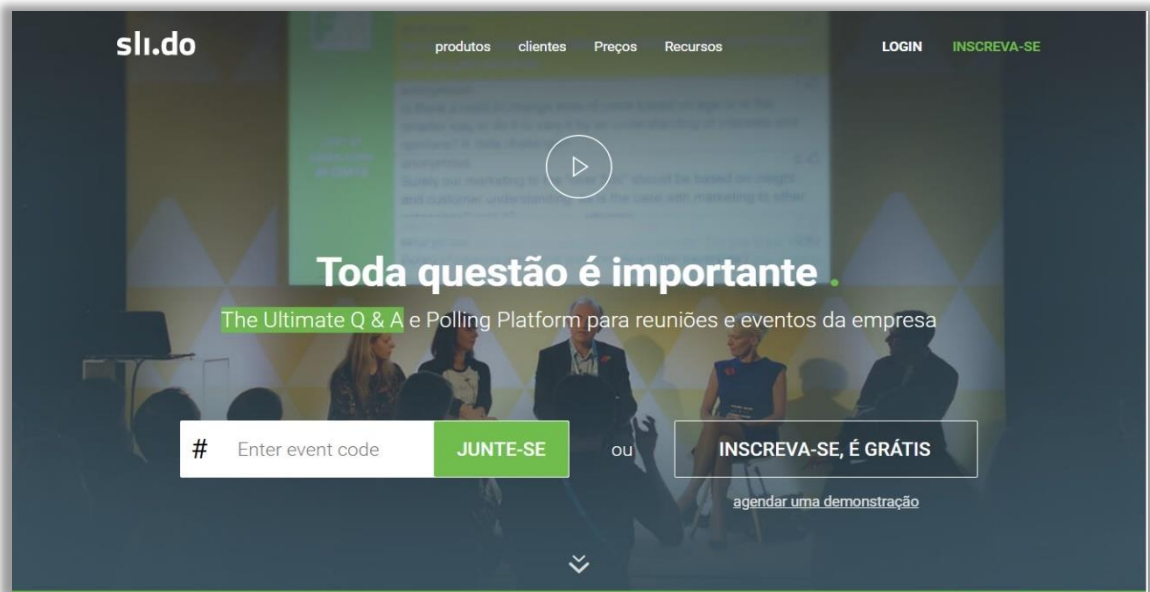 slı.do
produtos clientes Preços Recursos LOGIN INSCREVA-SE
Toda questão é importante .
The Ultimate Q & A e Polling Platform para reuniões e eventos da empresa
# Enter event code JUNTE-SE ou INSCREVA-SE, É GRÁTIS
agendar uma demonstração